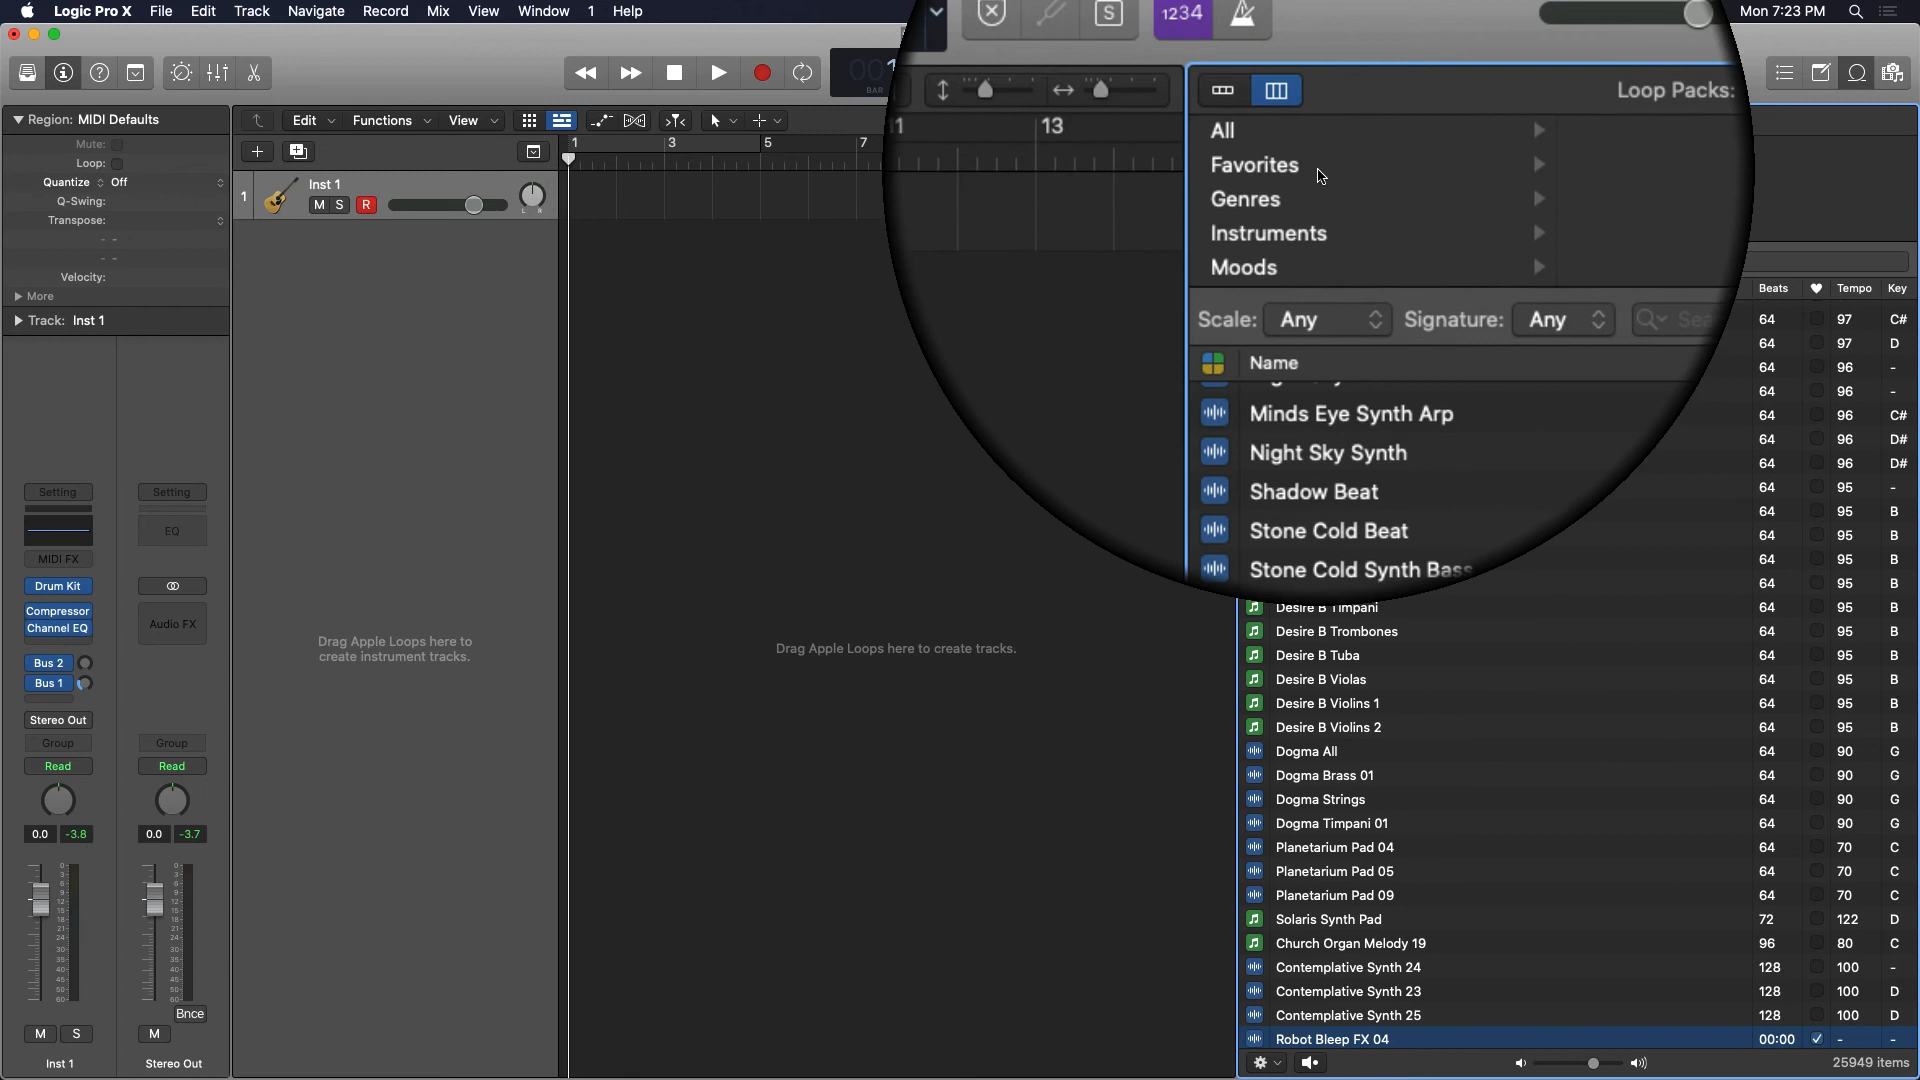 Logic Pro X File Edit Track Navigate Record Mix View Window 1 Help
Mon 7:23 PM
S
1234
001
BAR
Region: MIDI Defaults
Mute:
Loop:
Quantize Off
Q-Swing:
Transpose:
Velocity:
More
Track: Inst 1
Edit Functions View
1 3 5 7 13
1 Inst 1
M S R
L R
Loop Packs:
All
Favorites
Genres
Instruments
Moods
Scale: Any Signature: Any
Name
Minds Eye Synth Arp
Night Sky Synth
Shadow Beat
Stone Cold Beat
Stone Cold Synth Bass
Beats Tempo Key
64 97 C#
64 97 D
64 96 -
64 96 -
64 96 C#
64 96 D#
64 96 D#
64 95 -
64 95 B
64 95 B
64 95 B
64 95 B
Desire B Timpani 64 95 B
Desire B Trombones 64 95 B
Desire B Tuba 64 95 B
Desire B Violas 64 95 B
Desire B Violins 1 64 95 B
Desire B Violins 2 64 95 B
Dogma All 64 90 G
Dogma Brass 01 64 90 G
Dogma Strings 64 90 G
Dogma Timpani 01 64 90 G
Planetarium Pad 04 64 70 C
Planetarium Pad 05 64 70 C
Planetarium Pad 09 64 70 C
Solaris Synth Pad 72 122 D
Church Organ Melody 19 96 80 C
Contemplative Synth 24 128 100 -
Contemplative Synth 23 128 100 D
Contemplative Synth 25 128 100 D
Robot Bleep FX 04 00:00 - -
25949 items
Drag Apple Loops here to
create instrument tracks.
Drag Apple Loops here to create tracks.
Setting Setting
EQ
MIDI FX
Drum Kit
Compressor
Channel EQ
Audio FX
Bus 2
Bus 1
Stereo Out
Group Group
Read Read
0.0 -3.8 0.0 -3.7
Bnce
M S M
Inst 1 Stereo Out